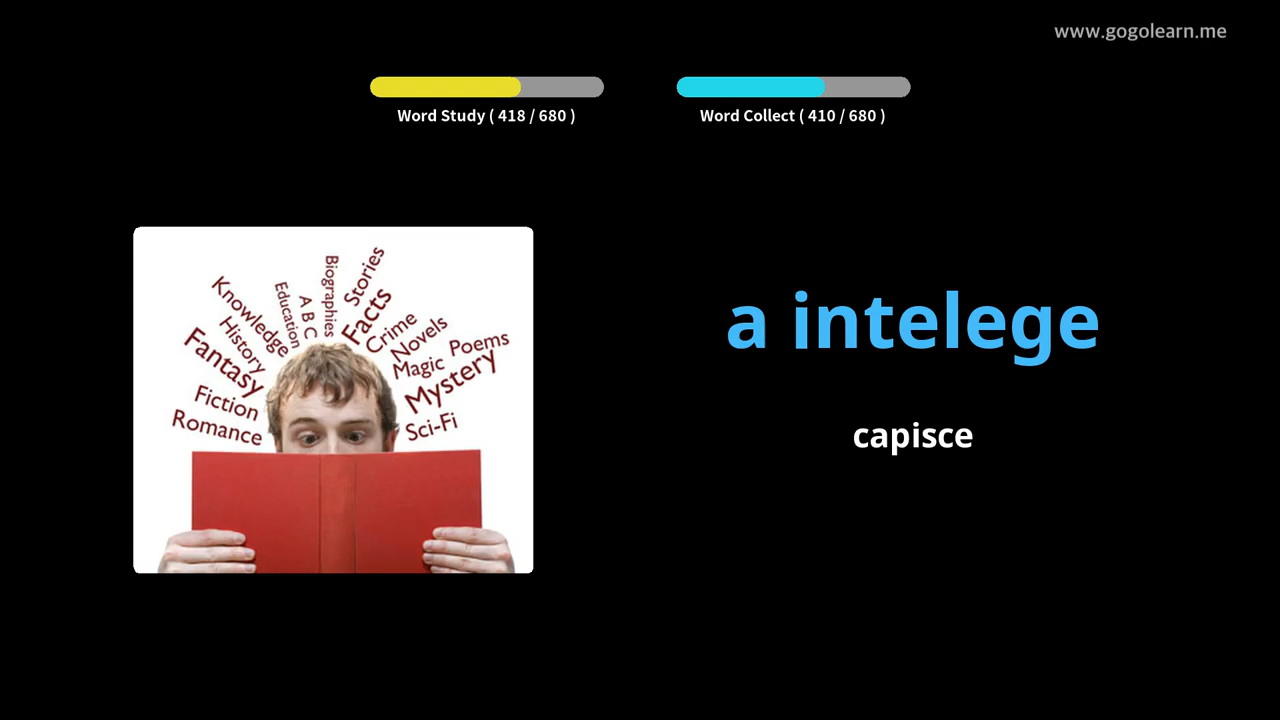 www.gogolearn.me
Word Study ( 418 / 680 )
Word Collect ( 410 / 680 )
a intelege
capisce
Knowledge
Education
A B C
Biographies
Stories
Facts
Crime
Novels
Poems
Magic
Mystery
Sci-Fi
History
Fantasy
Fiction
Romance